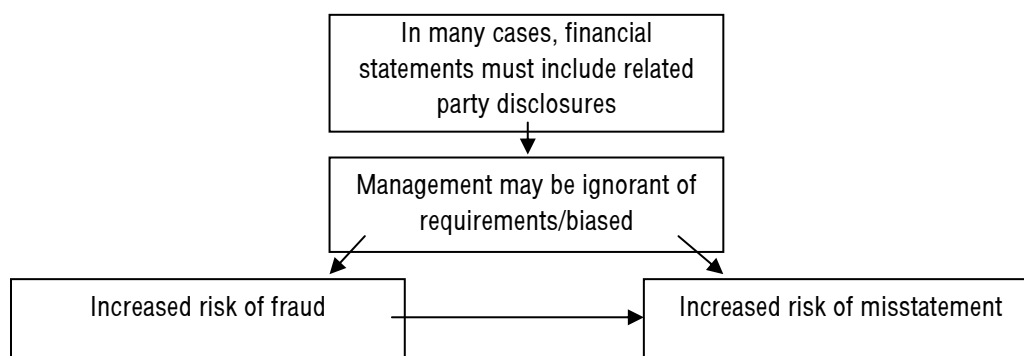 In many cases, financial
statements must include related
party disclosures
Management may be ignorant of
requirements/biased
Increased risk of fraud
Increased risk of misstatement